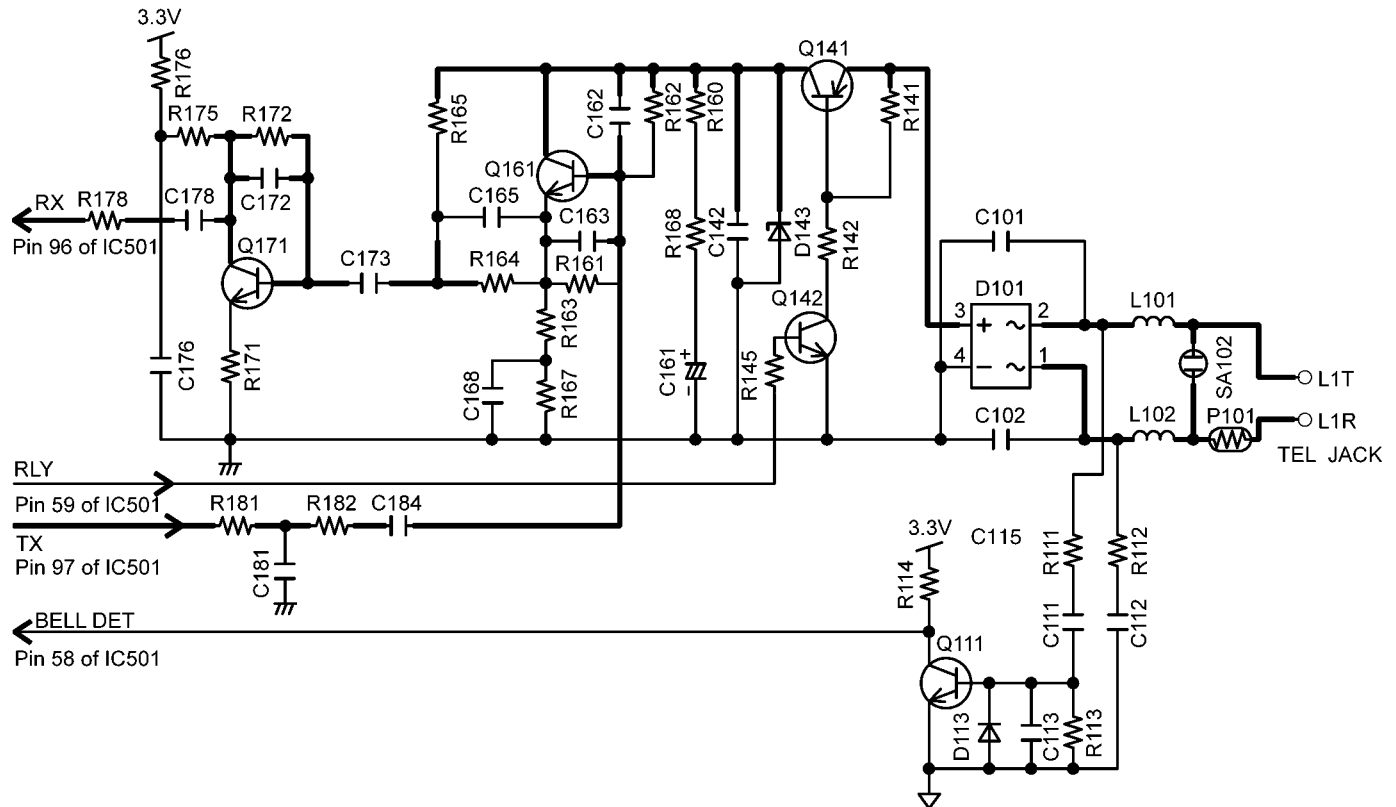 3.3V
R176
R175
R172
C172
RX
R178
C178
Pin 96 of IC501
Q171
C173
R171
C176
R165
Q161
C165
C163
R164
R161
R163
C168
R167
C162
R162
R160
R168
C142
D143
C161
+
-
Q141
R141
R142
Q142
R145
C101
D101
3
+
~
2
4
-
~
1
C102
L101
L102
SA102
P101
L1T
L1R
TEL JACK
RLY
Pin 59 of IC501
R181
R182
C184
TX
Pin 97 of IC501
C181
BELL DET
Pin 58 of IC501
3.3V
C115
R114
R111
R112
C111
C112
Q111
D113
C113
R113